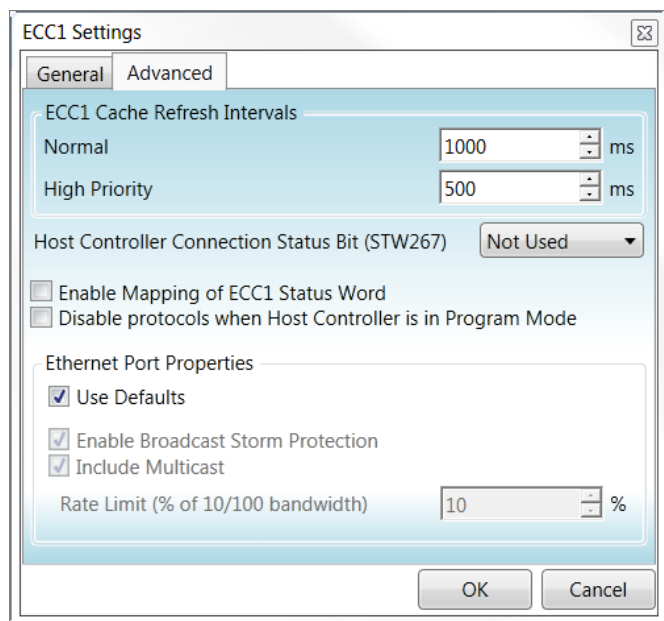 ECC1 Settings
General Advanced
ECC1 Cache Refresh Intervals
Normal 1000 ms
High Priority 500 ms
Host Controller Connection Status Bit (STW267) Not Used
Enable Mapping of ECC1 Status Word
Disable protocols when Host Controller is in Program Mode
Ethernet Port Properties
Use Defaults
Enable Broadcast Storm Protection
Include Multicast
Rate Limit (% of 10/100 bandwidth) 10 %
OK Cancel